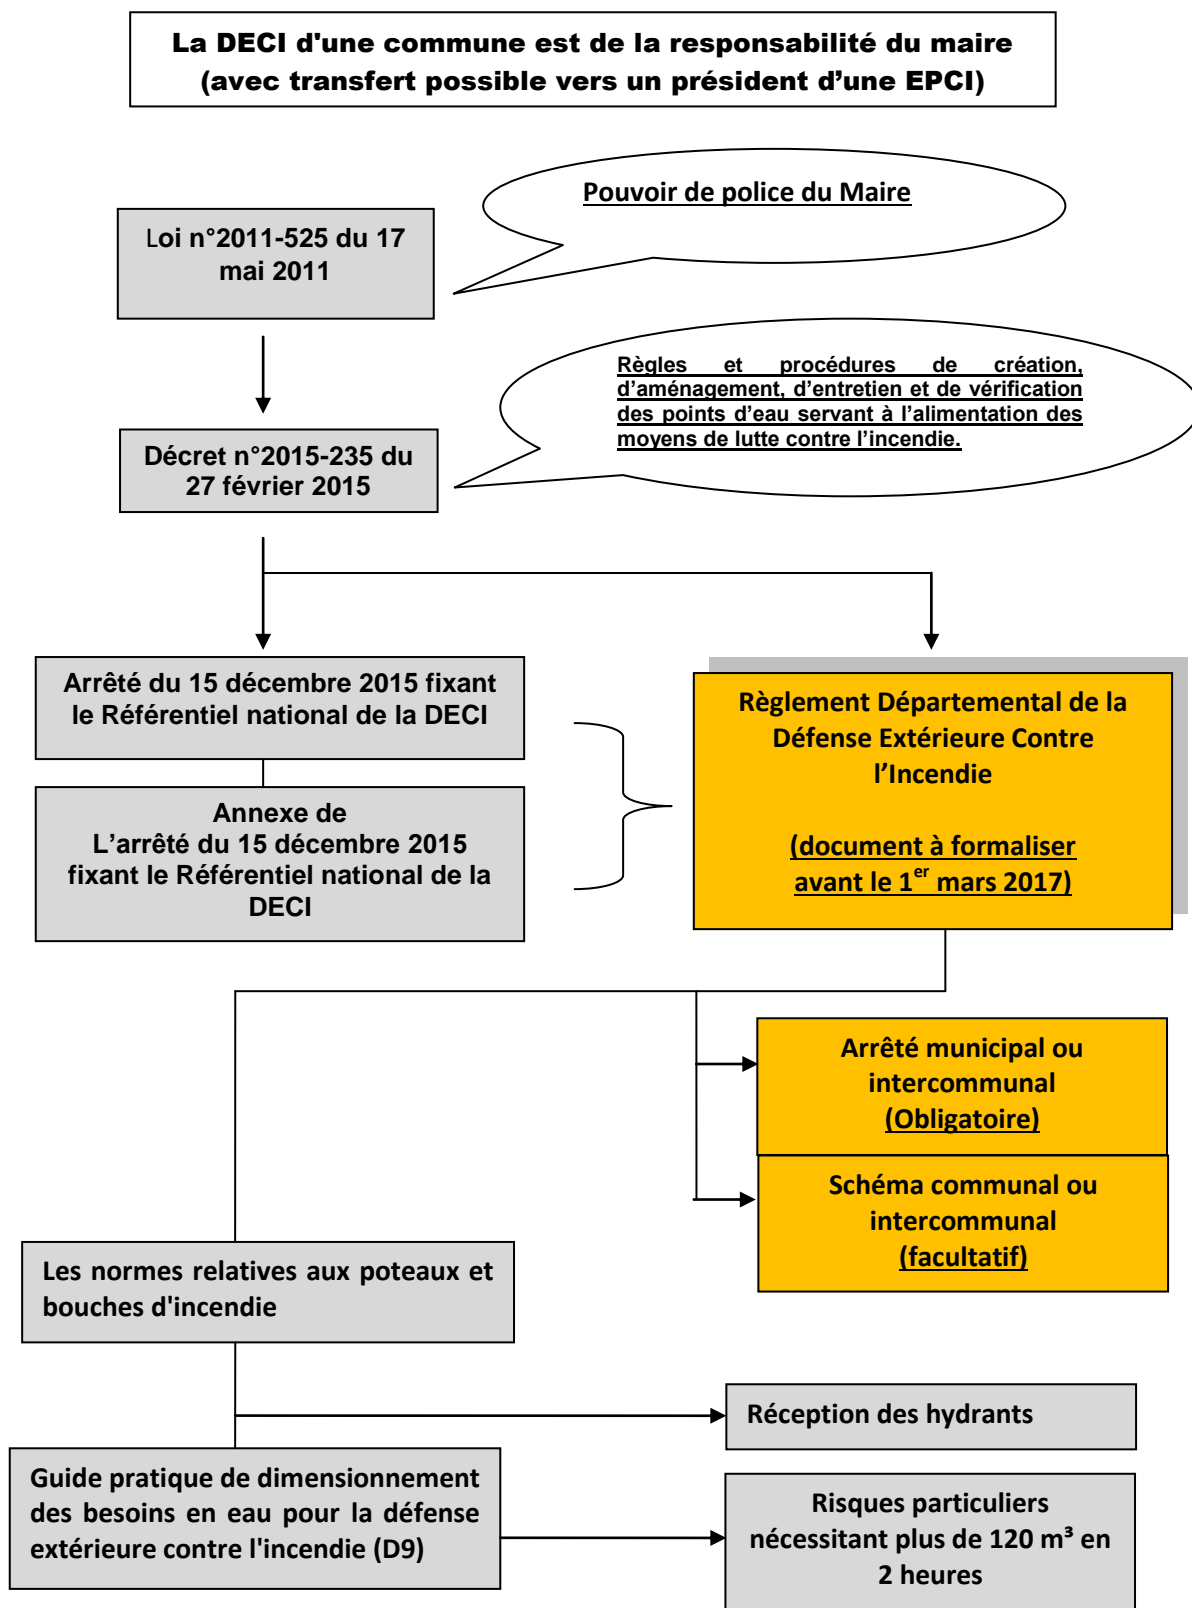 La DECI d'une commune est de la responsabilité du maire
(avec transfert possible vers un président d’une EPCI)
Pouvoir de police du Maire
Loi n°2011-525 du 17
mai 2011
Règles et procédures de création,
d’aménagement, d’entretien et de vérification
des points d’eau servant à l’alimentation des
moyens de lutte contre l’incendie.
Décret n°2015-235 du
27 février 2015
Arrêté du 15 décembre 2015 fixant
le Référentiel national de la DECI
Annexe de
L’arrêté du 15 décembre 2015
fixant le Référentiel national de la
DECI
Règlement Départemental de la
Défense Extérieure Contre
l’Incendie
(document à formaliser
avant le 1er mars 2017)
Arrêté municipal ou
intercommunal
(Obligatoire)
Schéma communal ou
intercommunal
(facultatif)
Les normes relatives aux poteaux et
bouches d'incendie
Réception des hydrants
Guide pratique de dimensionnement
des besoins en eau pour la défense
extérieure contre l'incendie (D9)
Risques particuliers
nécessitant plus de 120 m³ en
2 heures